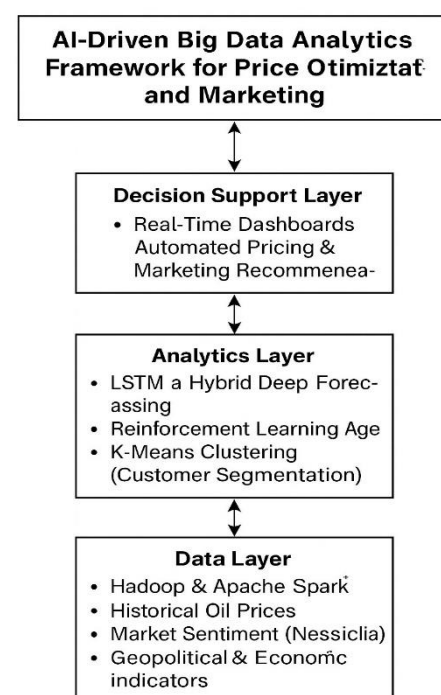 AI-Driven Big Data Analytics
Framework for Price Otimiztaf
and Marketing
Decision Support Layer
• Real-Time Dashboards
Automated Pricing &
Marketing Recommenea-
Analytics Layer
• LSTM a Hybrid Deep Forec-
assing
• Reinforcement Learning Age
• K-Means Clustering
(Customer Segmentation)
Data Layer
• Hadoop & Apache Spark
• Historical Oil Prices
• Market Sentiment (Nessiclia)
• Geopolitical & Economic
indicators